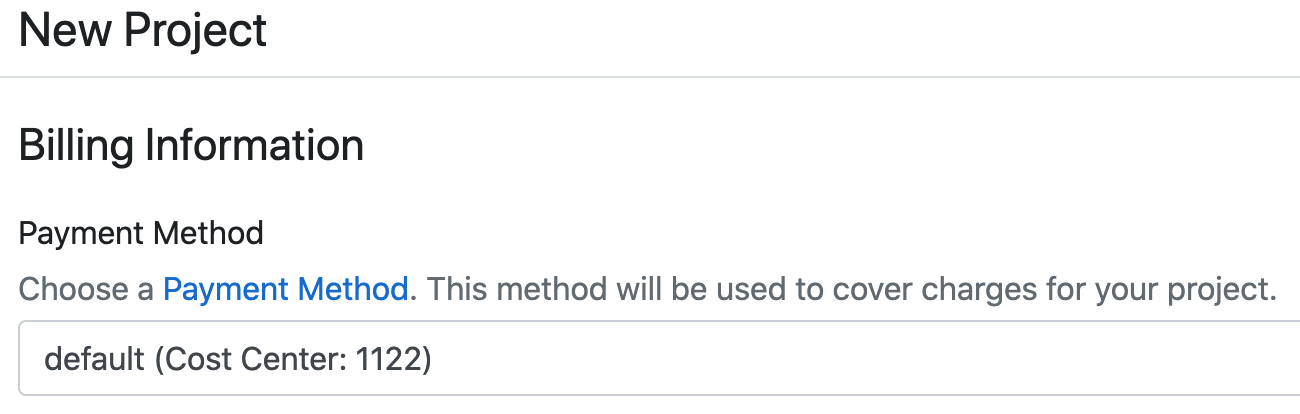 New Project
Billing Information
Payment Method
Choose a Payment Method. This method will be used to cover charges for your project.
default (Cost Center: 1122)